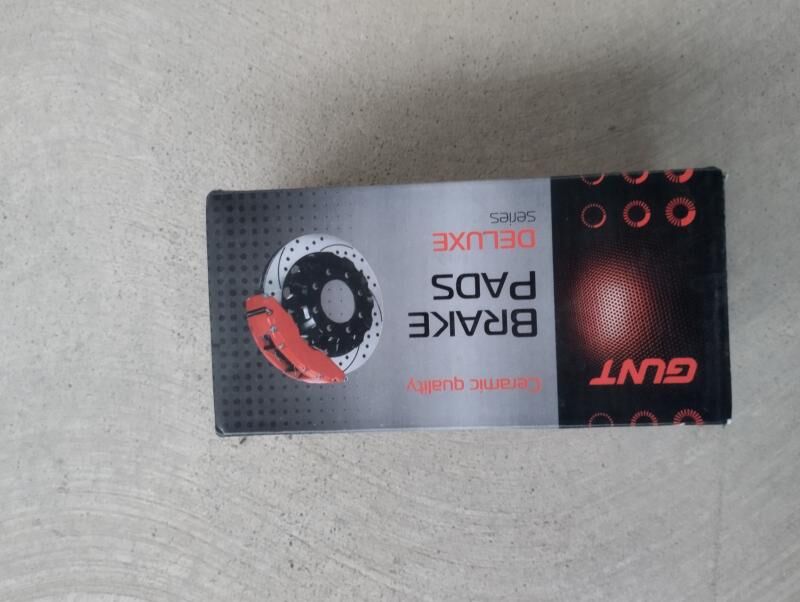 GUNT
Ceramic quality
BRAKE
PADS
DELUXE
series